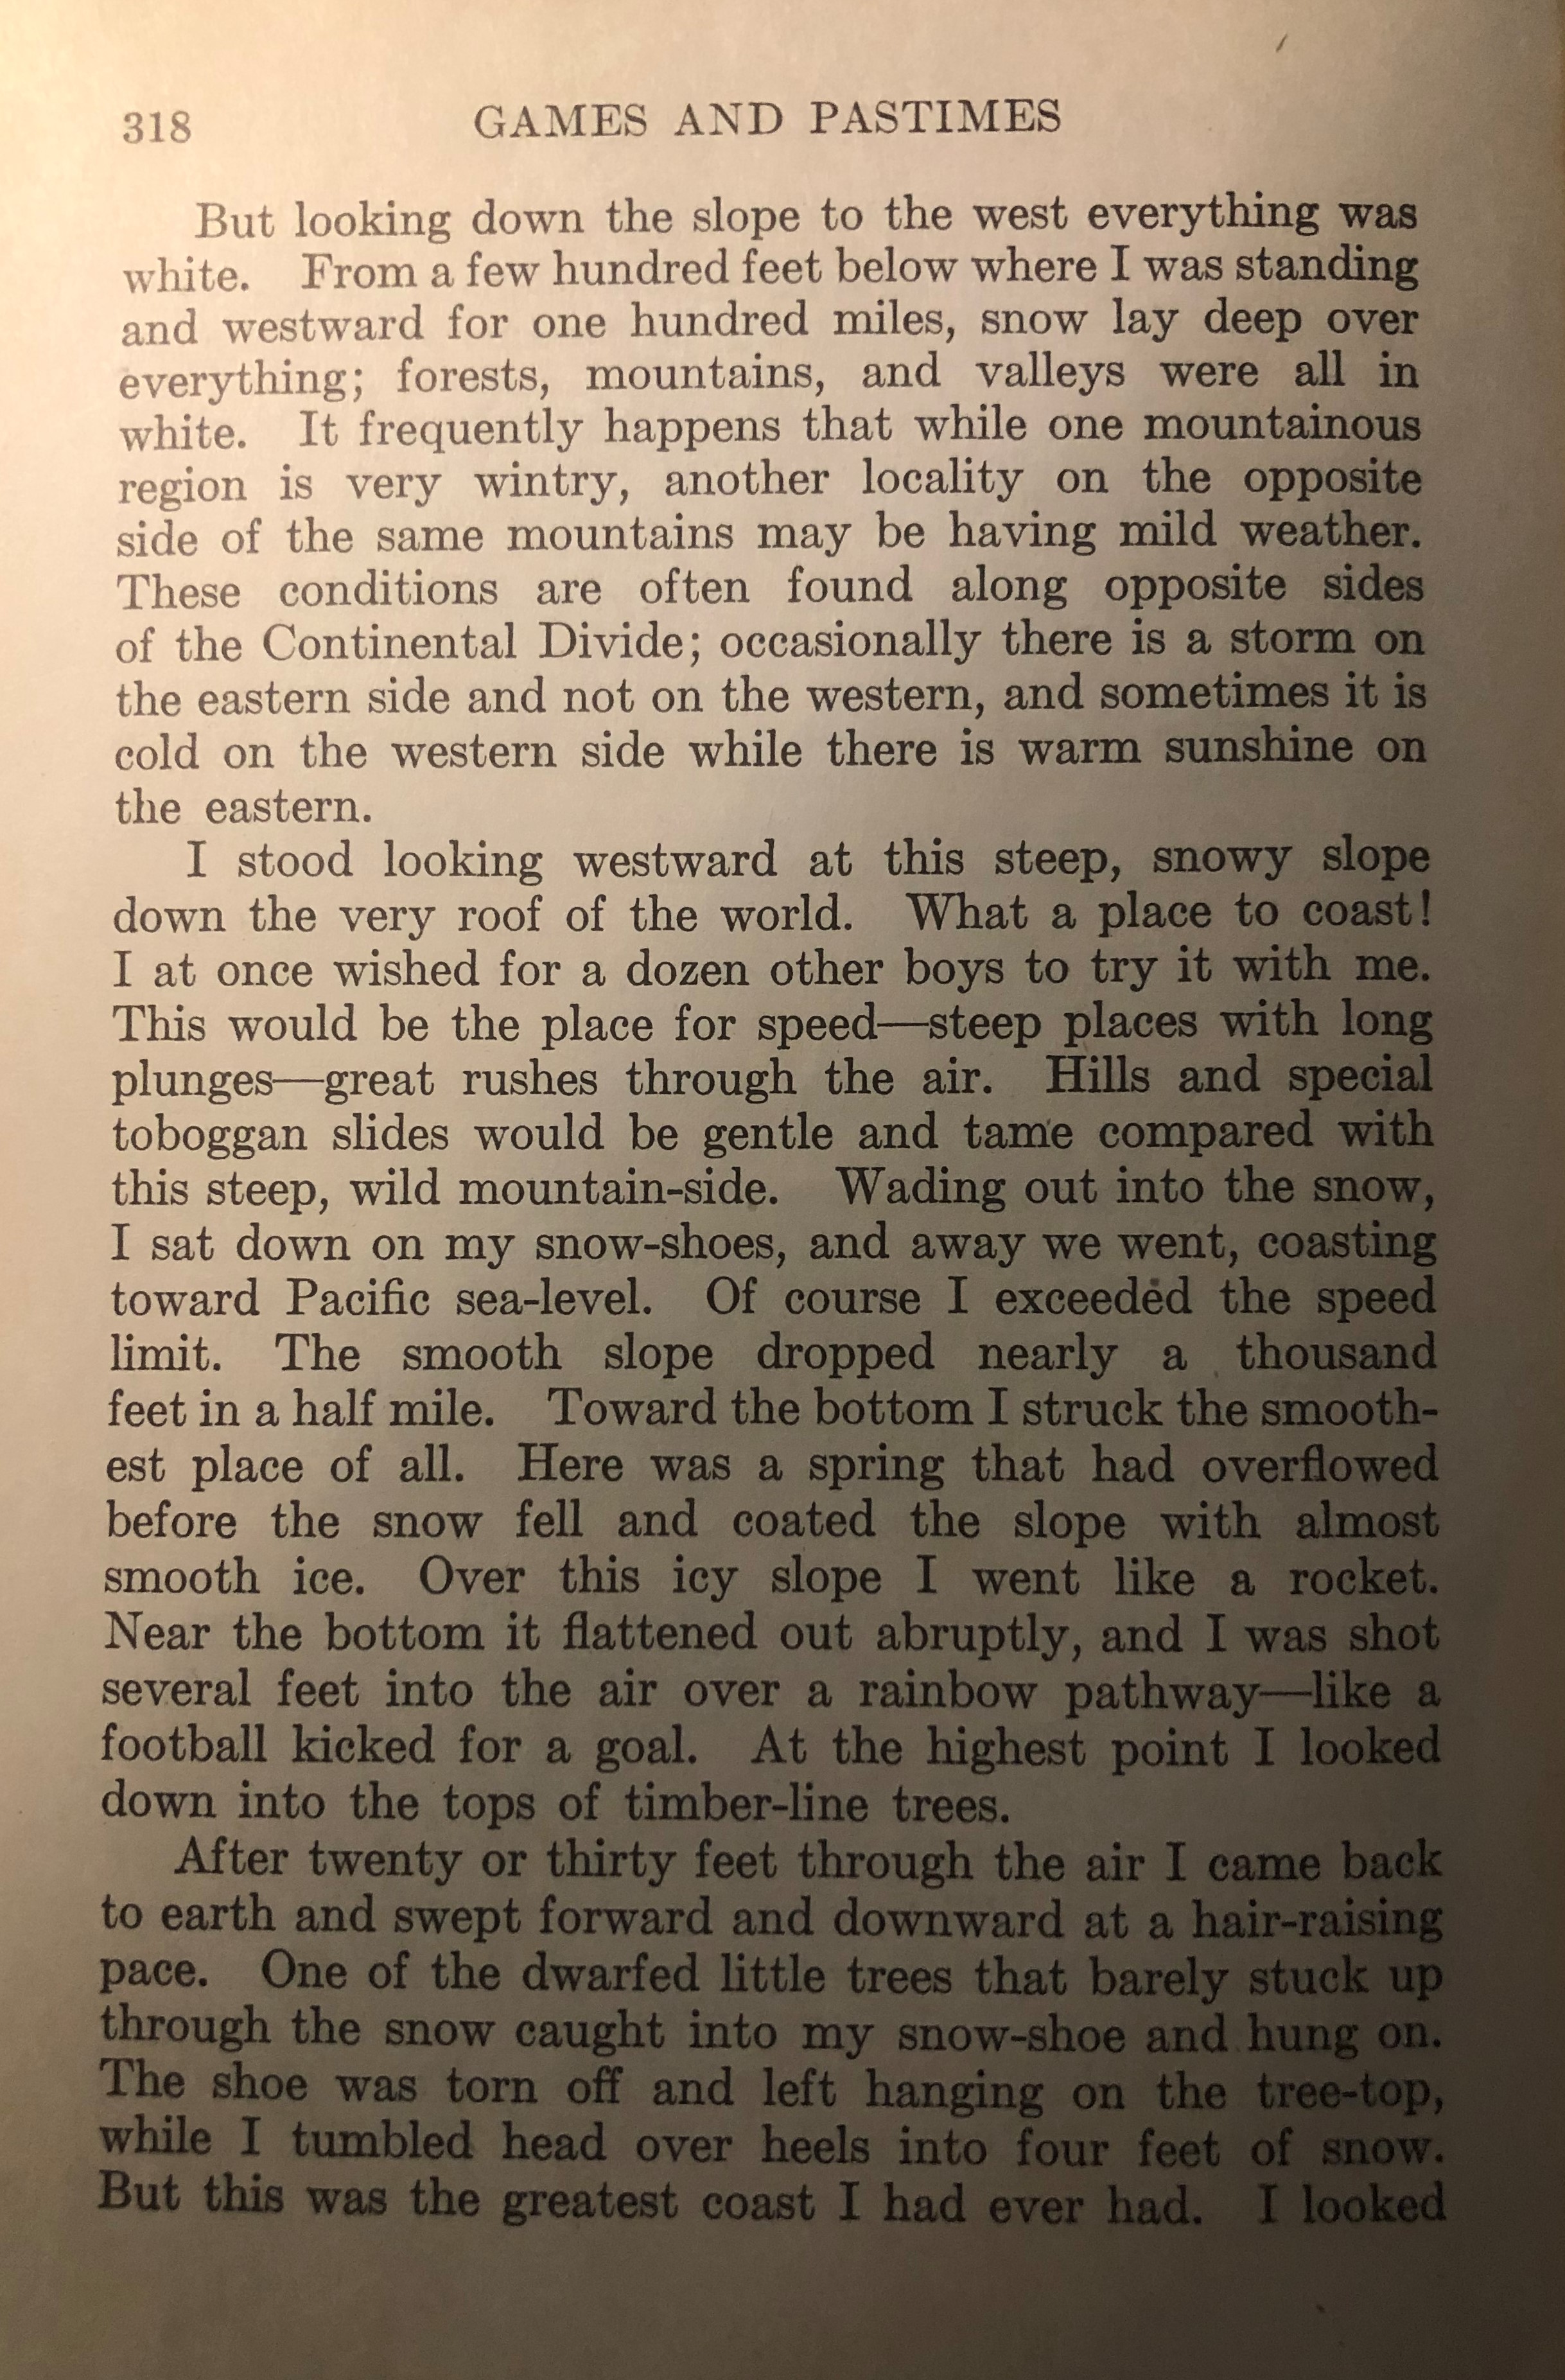 318 GAMES AND PASTIMES
But looking down the slope to the west everything was
white. From a few hundred feet below where I was standing
and westward for one hundred miles, snow lay deep over
everything; forests, mountains, and valleys were all in
white. It frequently happens that while one mountainous
region is very wintry, another locality on the opposite
side of the same mountains may be having mild weather.
These conditions are often found along opposite sides
of the Continental Divide; occasionally there is a storm on
the eastern side and not on the western, and sometimes it is
cold on the western side while there is warm sunshine on
the eastern.
I stood looking westward at this steep, snowy slope
down the very roof of the world. What a place to coast!
I at once wished for a dozen other boys to try it with me.
This would be the place for speed—steep places with long
plunges—great rushes through the air. Hills and special
toboggan slides would be gentle and tame compared with
this steep, wild mountain-side. Wading out into the snow,
I sat down on my snow-shoes, and away we went, coasting
toward Pacific sea-level. Of course I exceeded the speed
limit. The smooth slope dropped nearly a thousand
feet in a half mile. Toward the bottom I struck the smooth-
est place of all. Here was a spring that had overflowed
before the snow fell and coated the slope with almost
smooth ice. Over this icy slope I went like a rocket.
Near the bottom it flattened out abruptly, and I was shot
several feet into the air over a rainbow pathway—like a
football kicked for a goal. At the highest point I looked
down into the tops of timber-line trees.
After twenty or thirty feet through the air I came back
to earth and swept forward and downward at a hair-raising
pace. One of the dwarfed little trees that barely stuck up
through the snow caught into my snow-shoe and hung on.
The shoe was torn off and left hanging on the tree-top,
while I tumbled head over heels into four feet of snow.
But this was the greatest coast I had ever had. I looked